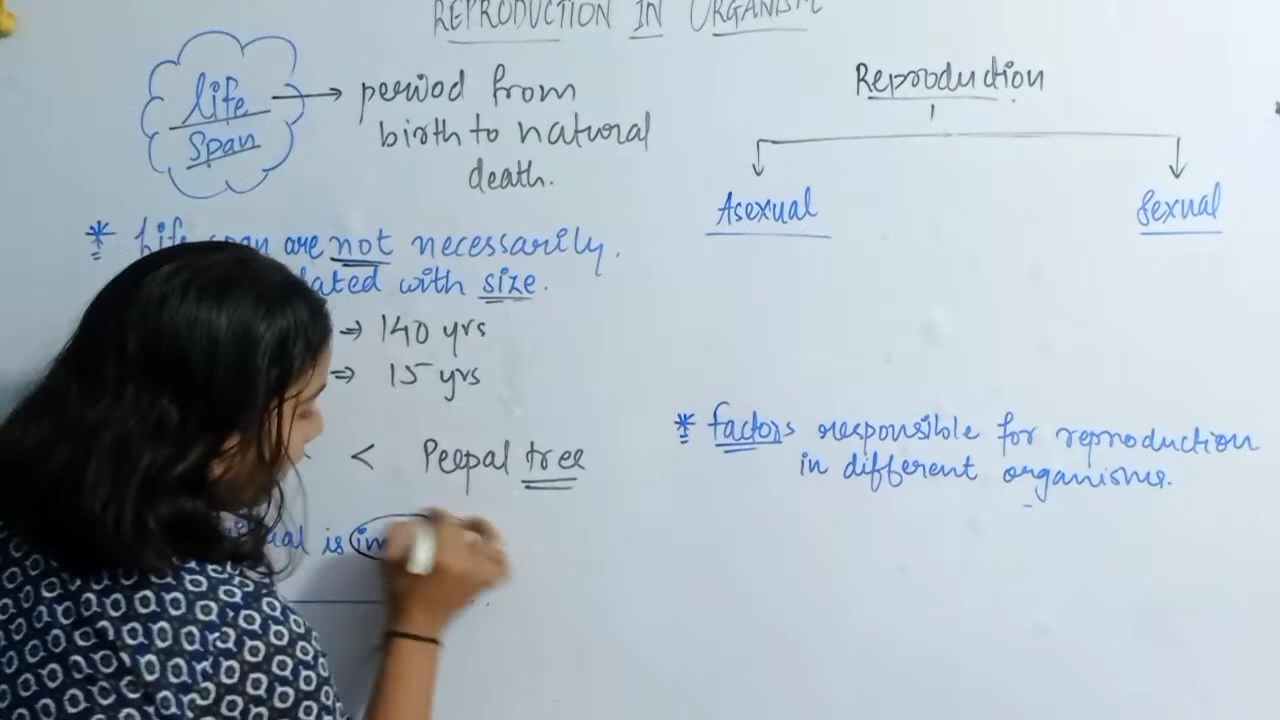 REPRODUCTION IN ORGANISM
life
span
period from
birth to natural
death.
* Life span are not necessarily.
with size.
⇒ 140 yrs
⇒ 15 yrs
< Peepal tree
is
Reproduction
Asexual
Sexual
* factors responsible for reproduction
in different organisms.